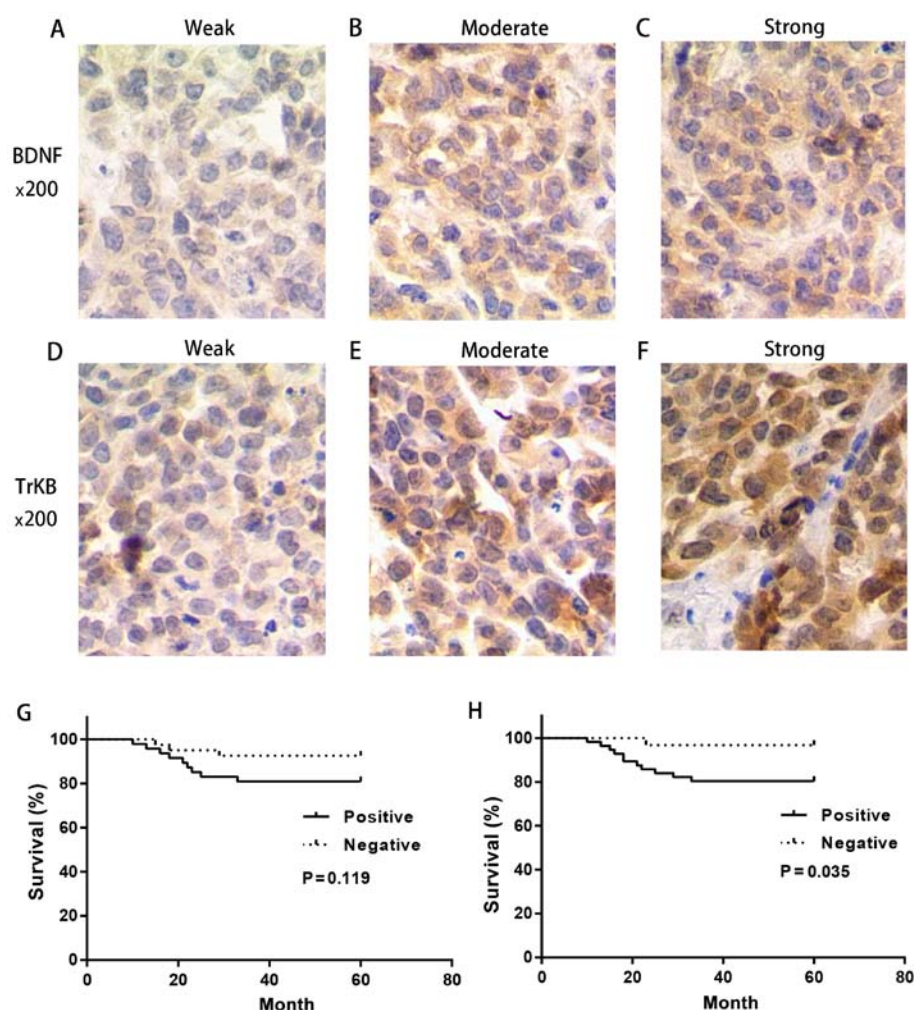 A Weak B Moderate C Strong
BDNF
×200
D Weak E Moderate F Strong
TrKB
×200
G
100
80
60
40
20
0
Survival (%)
Positive
Negative
P=0.119
0 20 40 60 80
Month
H
100
80
60
40
20
0
Survival (%)
Positive
Negative
P=0.035
0 20 40 60 80
Month